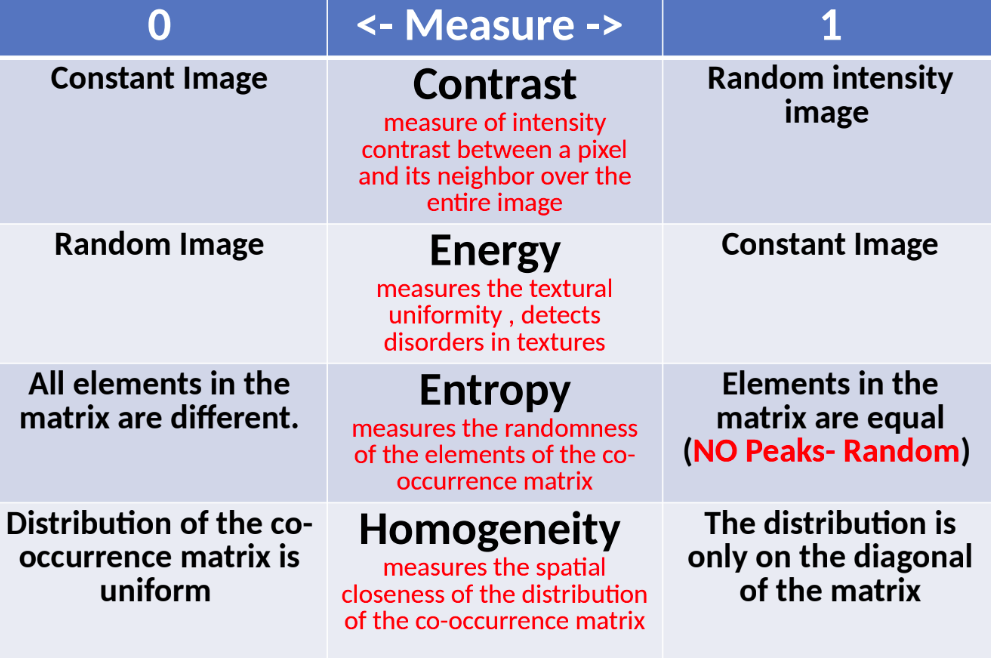 0 <- Measure -> 1
Constant Image
Contrast
measure of intensity
contrast between a pixel
and its neighbor over the
entire image
Random intensity
image
Random Image
Energy
measures the textural
uniformity , detects
disorders in textures
Constant Image
All elements in the
matrix are different.
Entropy
measures the randomness
of the elements of the co-
occurrence matrix
Elements in the
matrix are equal
(NO Peaks- Random)
Distribution of the co-
occurrence matrix is
uniform
Homogeneity
measures the spatial
closeness of the distribution
of the co-occurrence matrix
The distribution is
only on the diagonal
of the matrix